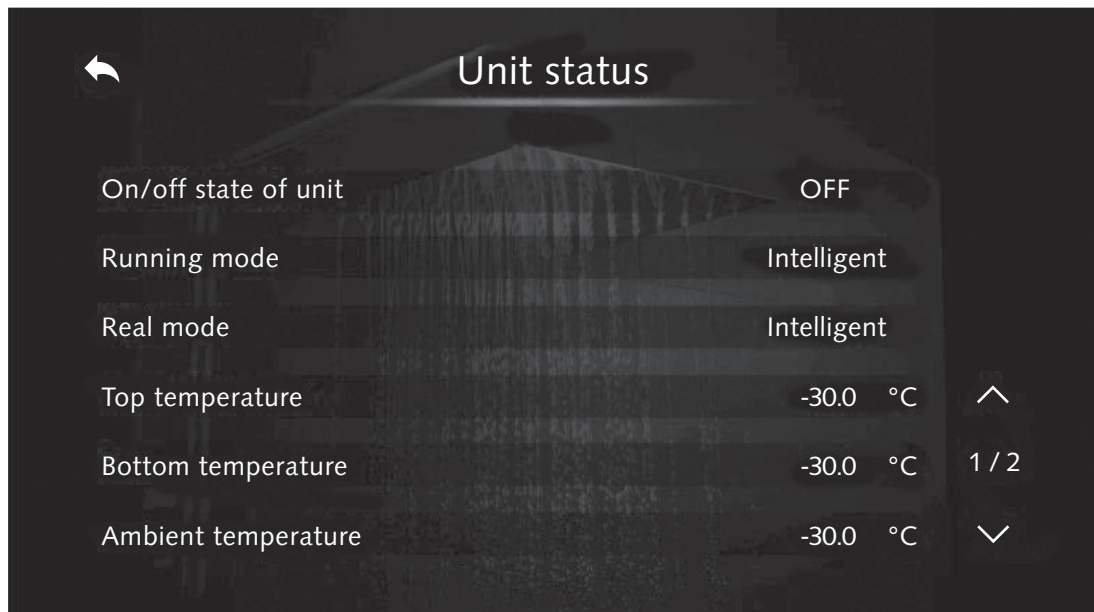 Unit status
On/off state of unit OFF
Running mode Intelligent
Real mode Intelligent
Top temperature -30.0 °C
Bottom temperature -30.0 °C
1 / 2
Ambient temperature -30.0 °C